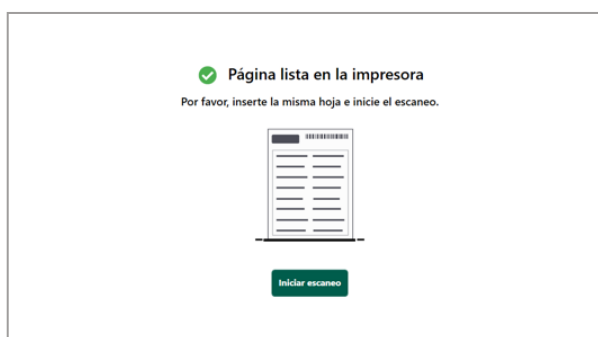 Página lista en la impresora
Por favor, inserte la misma hoja e inicie el escaneo.
Iniciar escaneo